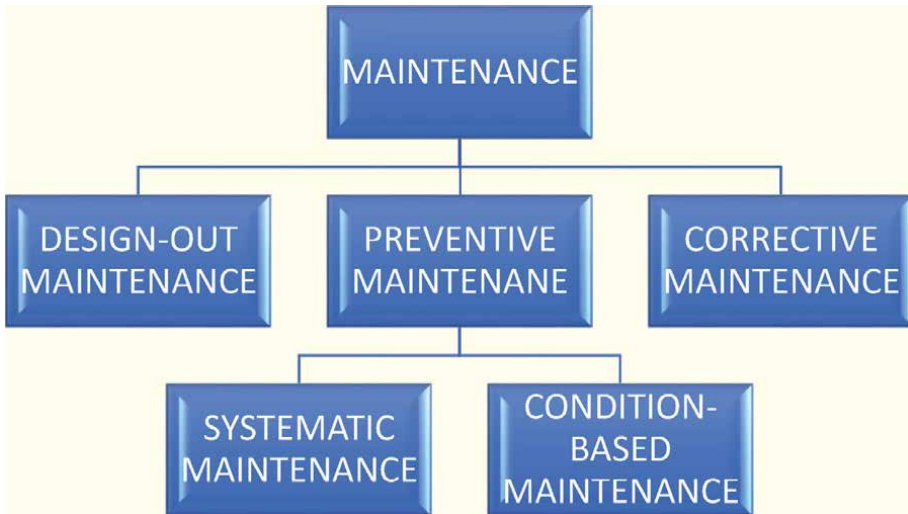 MAINTENANCE
DESIGN-OUT
MAINTENANCE
PREVENTIVE
MAINTENANE
CORRECTIVE
MAINTENANCE
SYSTEMATIC
MAINTENANCE
CONDITION-
BASED
MAINTENANCE